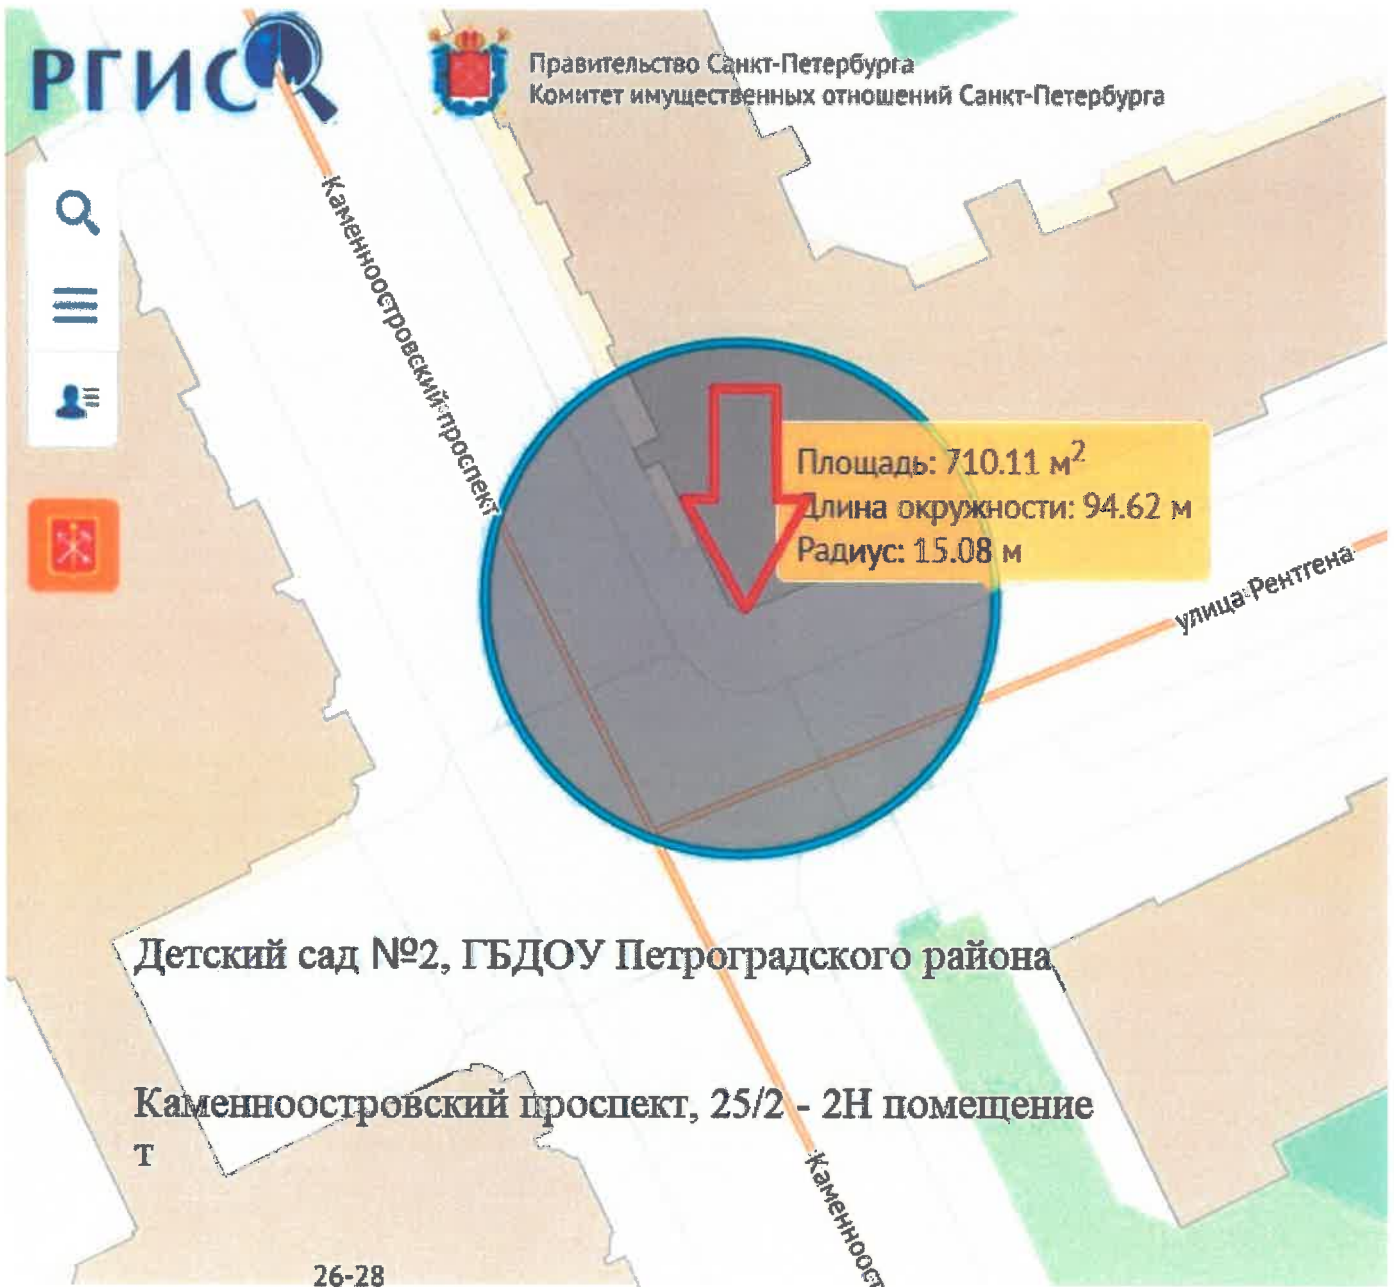 РГИС
Правительство Санкт-Петербурга
Комитет имущественных отношений Санкт-Петербурга
Каменноостровский проспект
Площадь: 710.11 м²
Длина окружности: 94.62 м
Радиус: 15.08 м
улица Рентгена
Детский сад №2, ГБДОУ Петроградского района
Каменноостровский проспект, 25/2 - 2Н помещение
т
Каменноост
26-28